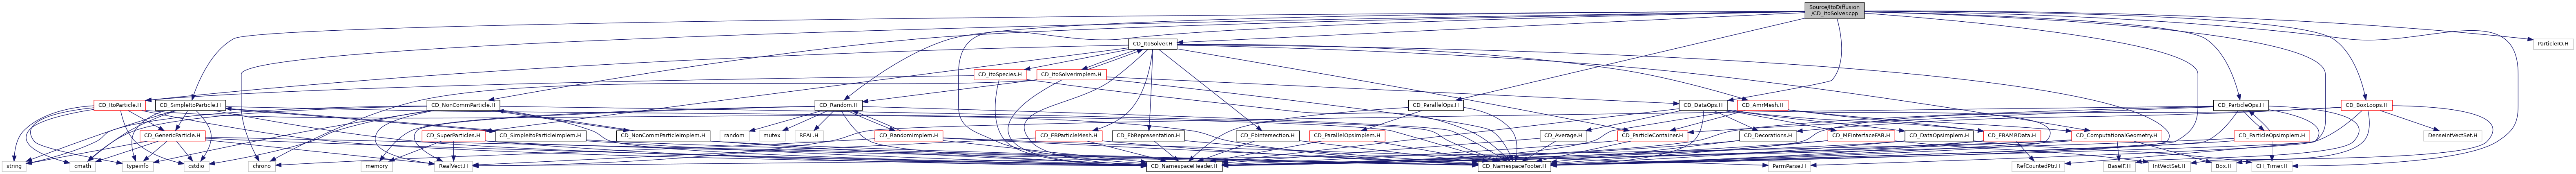 Source/ItoDiffusion
/CD_ItoSolver.cpp
CD_ItoSolver.H
ParticleIO.H
CD_ItoSpecies.H
CD_ItoSolverImplem.H
CD_ItoParticle.H
CD_SimpleItoParticle.H
CD_NonCommParticle.H
CD_Random.H
CD_ParallelOps.H
CD_DataOps.H
CD_AmrMesh.H
CD_ParticleOps.H
CD_BoxLoops.H
CD_GenericParticle.H
CD_SuperParticles.H
CD_SimpleItoParticleImplem.H
CD_NonCommParticleImplem.H
random
mutex
REAL.H
CD_RandomImplem.H
CD_EBParticleMesh.H
CD_EbRepresentation.H
CD_EBIntersection.H
CD_ParallelOpsImplem.H
CD_Average.H
CD_ParticleContainer.H
CD_Decorations.H
CD_MFInterfaceFAB.H
CD_DataOpsImplem.H
CD_EBAMRData.H
CD_ComputationalGeometry.H
CD_ParticleOpsImplem.H
DenseIntVectSet.H
string
cmath
typeinfo
cstdio
chrono
memory
RealVect.H
CD_NamespaceHeader.H
CD_NamespaceFooter.H
ParmParse.H
RefCountedPtr.H
BaseIF.H
IntVectSet.H
Box.H
CH_Timer.H